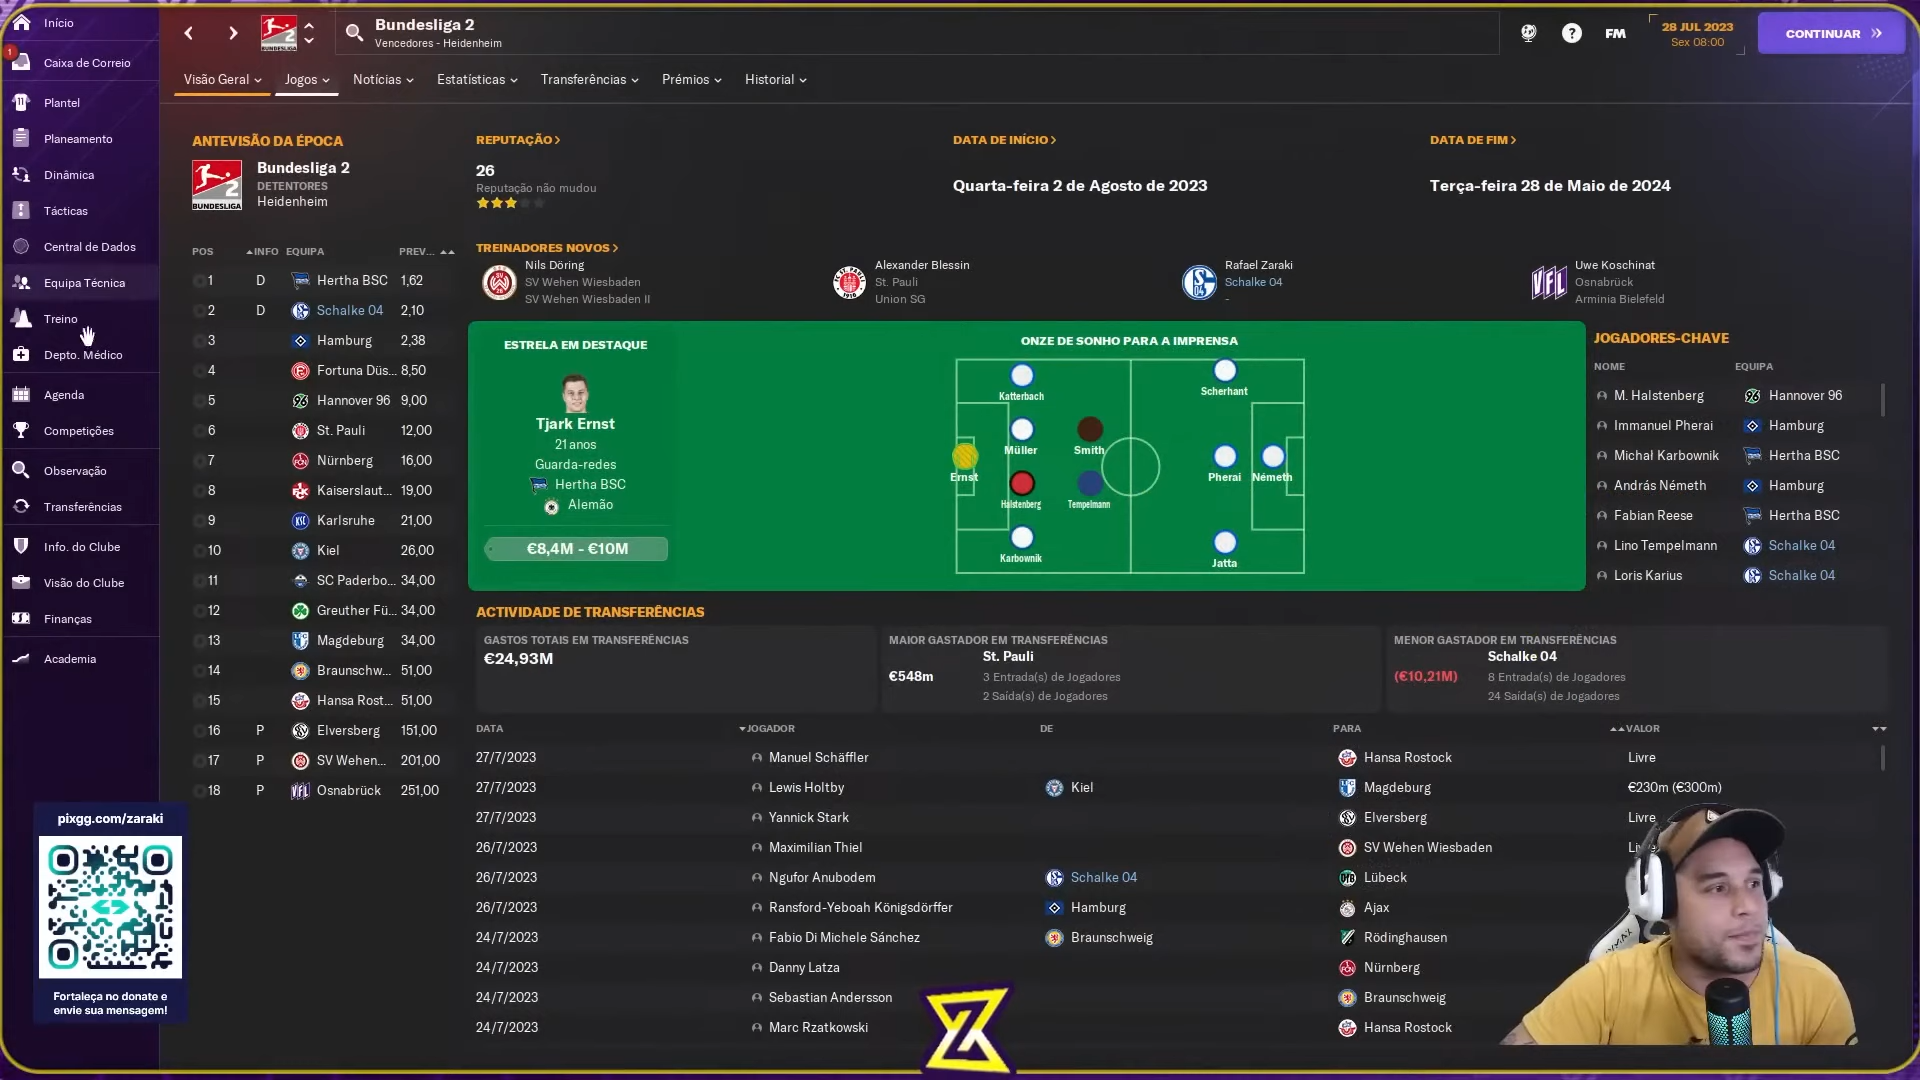 Início
Caixa de Correio
1
Plantel
Planeamento
Dinâmica
Tácticas
Central de Dados
Equipa Técnica
Treino
Depto. Médico
Agenda
Competições
Observação
Transferências
Info. do Clube
Visão do Clube
Finanças
Academia
Bundesliga 2
Vencedores - Heidenheim
FM
28 JUL 2023
Sex 08:00
CONTINUAR
Visão Geral
Jogos
Notícias
Estatísticas
Transferências
Prémios
Historial
ANTEVISÃO DA ÉPOCA
Bundesliga 2
DETENTORES
Heidenheim
BUNDESLIGA
REPUTAÇÃO
26
Reputação não mudou
DATA DE INÍCIO
Quarta-feira 2 de Agosto de 2023
DATA DE FIM
Terça-feira 28 de Maio de 2024
POS INFO EQUIPA PREV...
1 D Hertha BSC 1,62
2 D Schalke 04 2,10
3 Hamburg 2,38
4 Fortuna Düs... 8,50
5 Hannover 96 9,00
6 St. Pauli 12,00
7 Nürnberg 16,00
8 Kaiserslaut... 19,00
9 Karlsruhe 21,00
10 Kiel 26,00
11 SC Paderbo... 34,00
12 Greuther Fü... 34,00
13 Magdeburg 34,00
14 Braunschw... 51,00
15 Hansa Rost... 51,00
16 P Elversberg 151,00
17 P SV Wehen... 201,00
18 P Osnabrück 251,00
TREINADORES NOVOS
Nils Döring
SV Wehen Wiesbaden
SV Wehen Wiesbaden II
Alexander Blessin
St. Pauli
Union SG
Rafael Zaraki
Schalke 04
-
Uwe Koschinat
Osnabrück
Arminia Bielefeld
ESTRELA EM DESTAQUE
Tjark Ernst
21 anos
Guarda-redes
Hertha BSC
Alemão
€8,4M - €10M
ONZE DE SONHO PARA A IMPRENSA
Katterbach
Scherhant
Müller
Smith
Ernst
Pherai
Németh
Halstenberg
Tempelmann
Karbownik
Jatta
JOGADORES-CHAVE
NOME EQUIPA
M. Halstenberg Hannover 96
Immanuel Pherai Hamburg
Michał Karbownik Hertha BSC
András Németh Hamburg
Fabian Reese Hertha BSC
Lino Tempelmann Schalke 04
Loris Karius Schalke 04
ACTIVIDADE DE TRANSFERÊNCIAS
GASTOS TOTAIS EM TRANSFERÊNCIAS
€24,93M
MAIOR GASTADOR EM TRANSFERÊNCIAS
St. Pauli
€548m
3 Entrada(s) de Jogadores
2 Saída(s) de Jogadores
MENOR GASTADOR EM TRANSFERÊNCIAS
Schalke 04
(€10,21M)
8 Entrada(s) de Jogadores
24 Saída(s) de Jogadores
DATA JOGADOR DE PARA VALOR
27/7/2023 Manuel Schäffler Hansa Rostock Livre
27/7/2023 Lewis Holtby Kiel Magdeburg €230m (€300m)
27/7/2023 Yannick Stark Elversberg Livre
26/7/2023 Maximilian Thiel SV Wehen Wiesbaden
26/7/2023 Ngufor Anubodem Schalke 04 Lübeck
26/7/2023 Ransford-Yeboah Königsdörffer Hamburg Ajax
24/7/2023 Fabio Di Michele Sánchez Braunschweig Rödinghausen
24/7/2023 Danny Latza Nürnberg
24/7/2023 Sebastian Andersson Braunschweig
24/7/2023 Marc Rzatkowski Hansa Rostock
pixgg.com/zaraki
Fortaleça no donate e
envie sua mensagem!